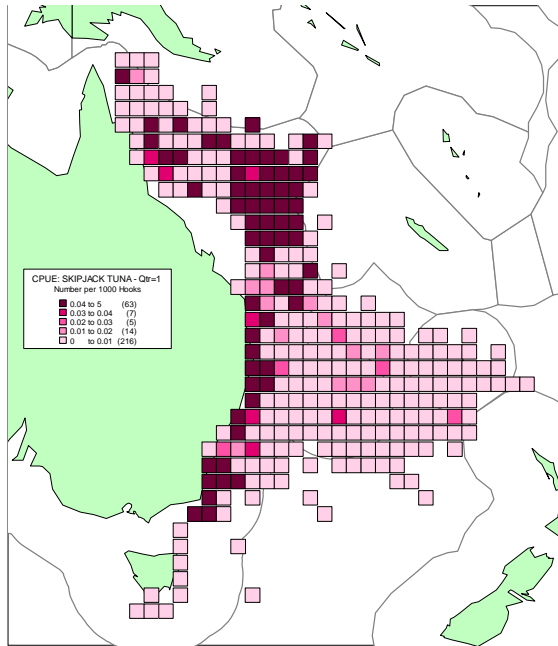 CPUE: SKIPJACK TUNA - Qtr=1
Number per 1000 Hooks
0.04 to 5 (63)
0.03 to 0.04 (7)
0.02 to 0.03 (5)
0.01 to 0.02 (14)
0 to 0.01 (216)